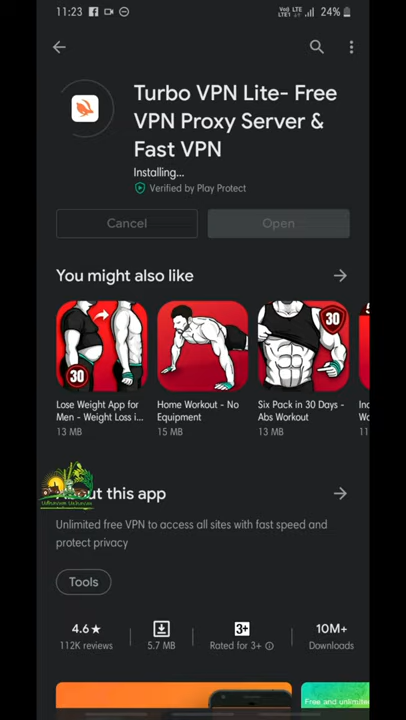 11:23
Vo) LTE
LTE1
24%
Turbo VPN Lite- Free
VPN Proxy Server &
Fast VPN
Installing...
Verified by Play Protect
Cancel
Open
You might also like
30
30
Lose Weight App for
Men - Weight Loss i...
13 MB
Home Workout - No
Equipment
15 MB
Six Pack in 30 Days -
Abs Workout
13 MB
About this app
Unlimited free VPN to access all sites with fast speed and
protect privacy
Tools
4.6★
112K reviews
5.7 MB
3+
Rated for 3+
10M+
Downloads
Free and unlimited